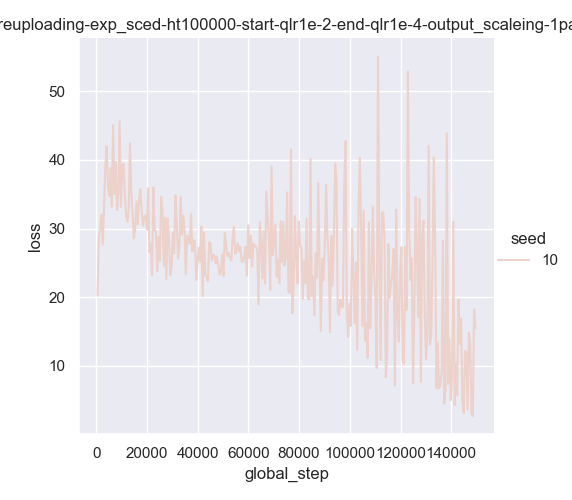 reuploading-exp_sced-ht100000-start-qlr1e-2-end-qlr1e-4-output_scaleing-1pa
50
40
30
20
10
loss
seed
10
0 20000 40000 60000 80000 100000 120000 140000
global_step